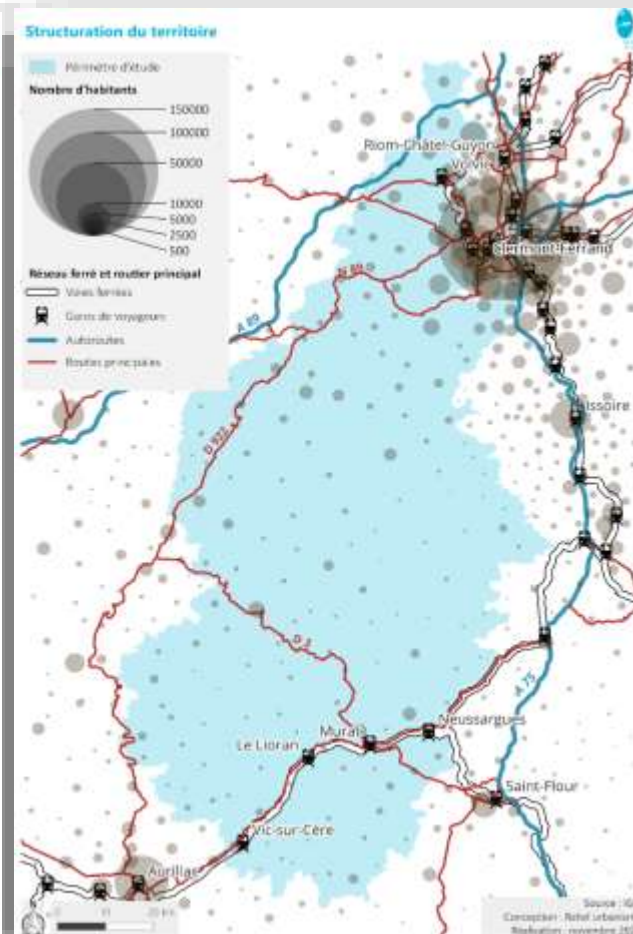 Structuration du territoire
Périmètre d'étude
Nombre d'habitants
150000
100000
50000
10000
5000
2500
500
Réseau ferré et routier principal
Voies ferrées
Gares de voyageurs
Autoroutes
Routes principales
Riom-Châtel-Guyon
Volvic
Clermont-Ferrand
N 89
A 89
Issoire
D 922
D 3
A 75
Neussargues
Murat
Le Lioran
Saint-Flour
Vic-sur-Cère
Aurillac
0 10 20 km
Source : IG
Conception :
Réalisation : novembre 20